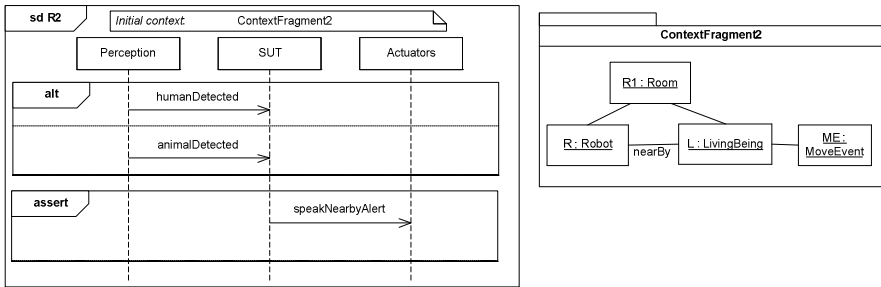 sd R2
Initial context: ContextFragment2
Perception
SUT
Actuators
alt
humanDetected
animalDetected
assert
speakNearbyAlert
ContextFragment2
R1 : Room
R : Robot
nearBy
L : LivingBeing
ME :
MoveEvent